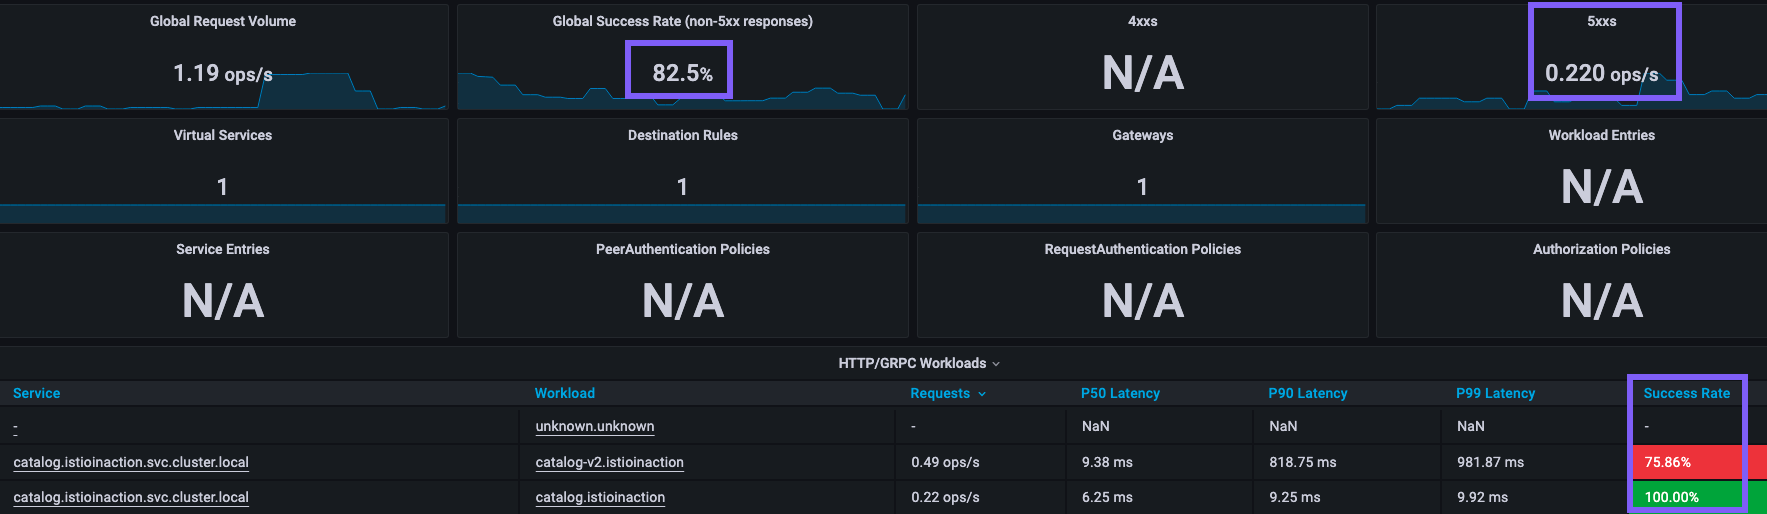 Global Request Volume
1.19 ops/s
Global Success Rate (non-5xx responses)
82.5%
4xxs
N/A
5xxs
0.220 ops/s
Virtual Services
1
Destination Rules
1
Gateways
1
Workload Entries
N/A
Service Entries
N/A
PeerAuthentication Policies
N/A
RequestAuthentication Policies
N/A
Authorization Policies
N/A
HTTP/GRPC Workloads
Service Workload Requests P50 Latency P90 Latency P99 Latency Success Rate
- unknown.unknown - NaN NaN NaN -
catalog.istioinaction.svc.cluster.local catalog-v2.istioinaction 0.49 ops/s 9.38 ms 818.75 ms 981.87 ms 75.86%
catalog.istioinaction.svc.cluster.local catalog.istioinaction 0.22 ops/s 6.25 ms 9.25 ms 9.92 ms 100.00%